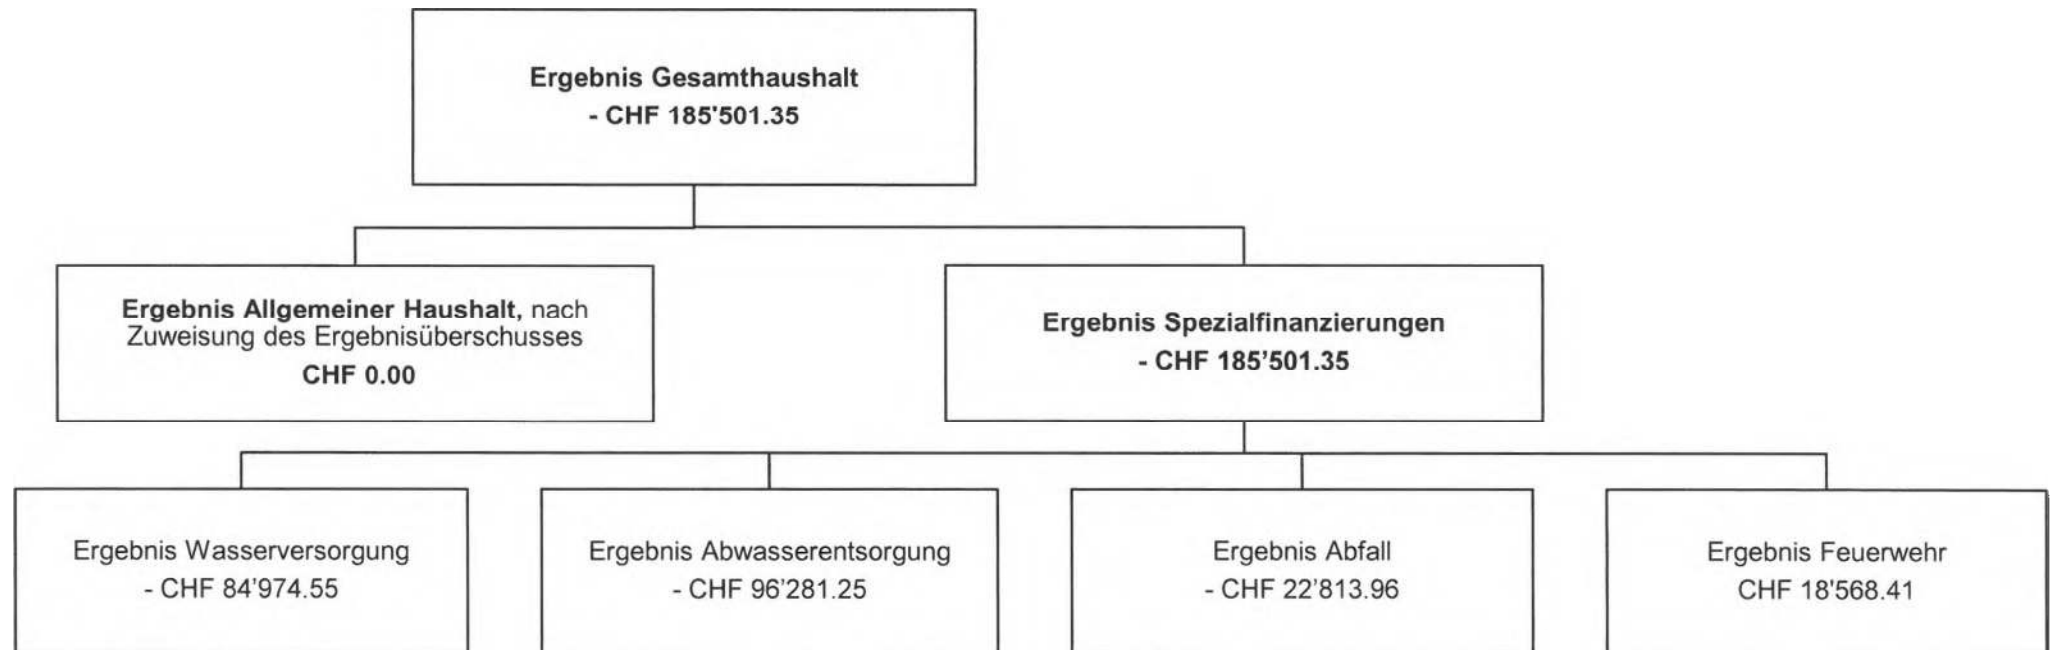 Ergebnis Gesamthaushalt
- CHF 185'501.35
Ergebnis Allgemeiner Haushalt, nach
Zuweisung des Ergebnisüberschusses
CHF 0.00
Ergebnis Spezialfinanzierungen
- CHF 185’501.35
Ergebnis Wasserversorgung
- CHF 84’974.55
Ergebnis Abwasserentsorgung
- CHF 96’281.25
Ergebnis Abfall
- CHF 22’813.96
Ergebnis Feuerwehr
CHF 18'568.41